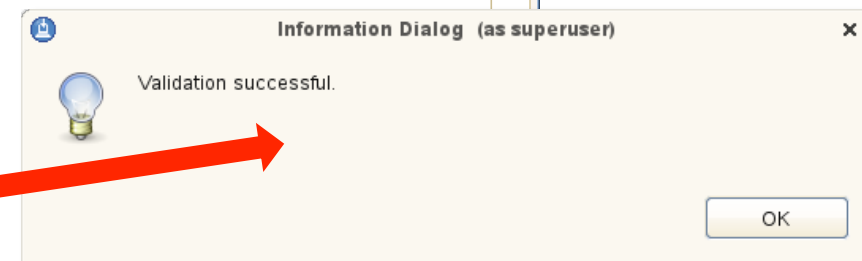 Information Dialog (as superuser)
Validation successful.
OK